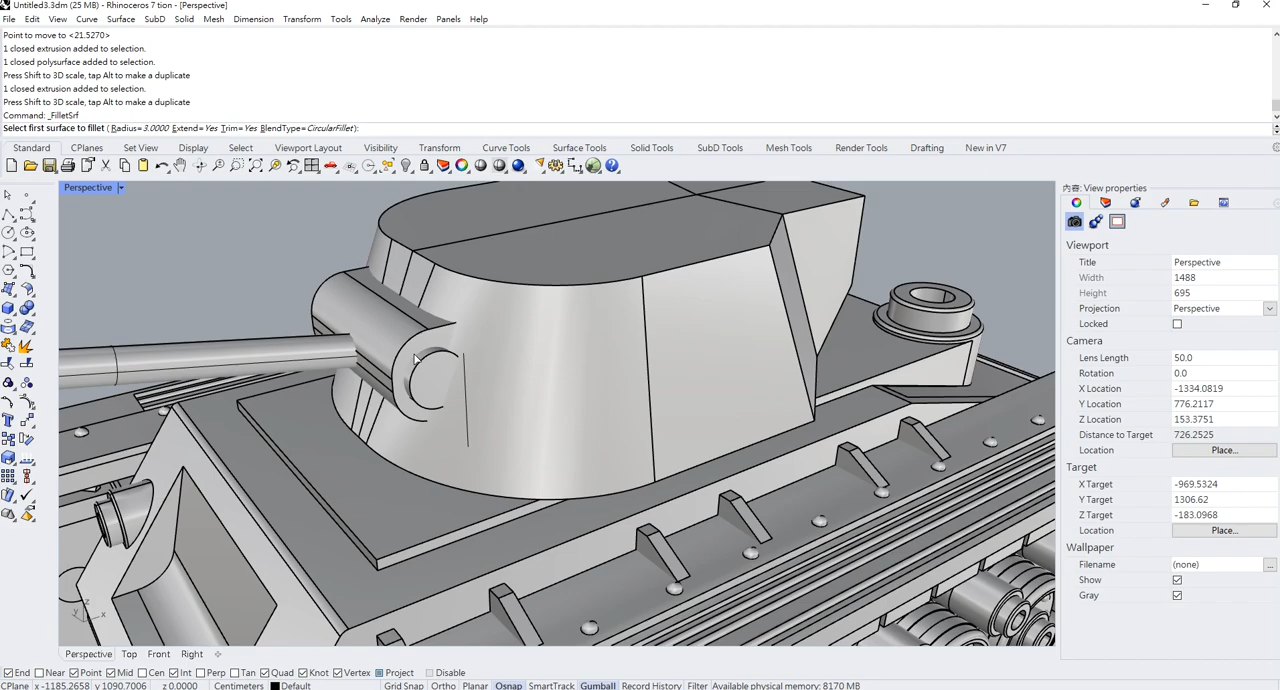 Untitled3.3dm (25 MB) - Rhinoceros 7 tion - [Perspective]
File Edit View Curve Surface SubD Solid Mesh Dimension Transform Tools Analyze Render Panels Help
Point to move to <21.5270>
1 closed extrusion added to selection.
1 closed polysurface added to selection.
Press Shift to 3D scale, tap Alt to make a duplicate
1 closed extrusion added to selection.
Press Shift to 3D scale, tap Alt to make a duplicate
Command: _FilletSrf
Select first surface to fillet ( Radius=3.0000 Extend=Yes Trim=Yes BlendType=CircularFillet):
Standard CPlanes Set View Display Select Viewport Layout Visibility Transform Curve Tools Surface Tools Solid Tools SubD Tools Mesh Tools Render Tools Drafting New in V7
Perspective
內容: View properties
Viewport
Title Perspective
Width 1488
Height 695
Projection Perspective
Locked
Camera
Lens Length 50.0
Rotation 0.0
X Location -1334.0819
Y Location 776.2117
Z Location 153.3751
Distance to Target 726.2525
Location Place...
Target
X Target -969.5324
Y Target 1306.62
Z Target -183.0968
Location Place...
Wallpaper
Filename (none) ...
Show
Gray
z
y x
Perspective Top Front Right
End Near Point Mid Cen Int Perp Tan Quad Knot Vertex Project Disable
CPlane x -1185.2658 y 1090.7006 z 0.0000 Centimeters Default Grid Snap Ortho Planar Osnap SmartTrack Gumball Record History Filter Available physical memory: 8170 MB